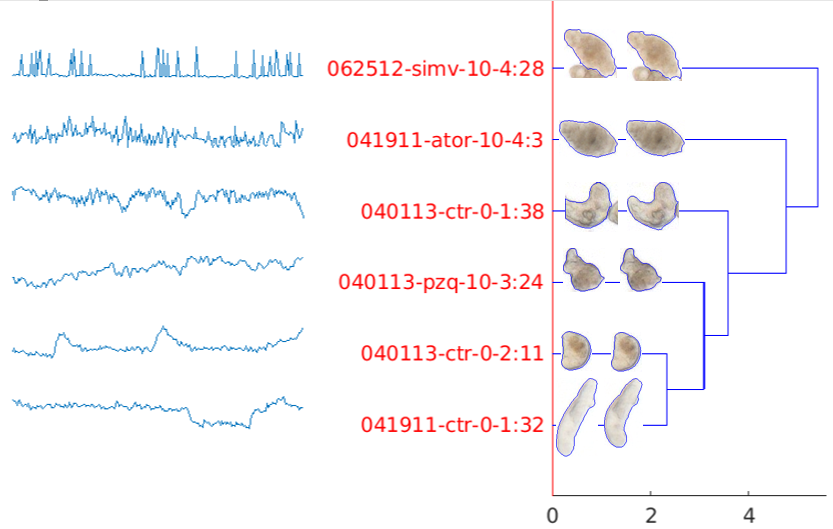 062512-simv-10-4:28
041911-ator-10-4:3
040113-ctr-0-1:38
040113-pzq-10-3:24
040113-ctr-0-2:11
041911-ctr-0-1:32
0 2 4